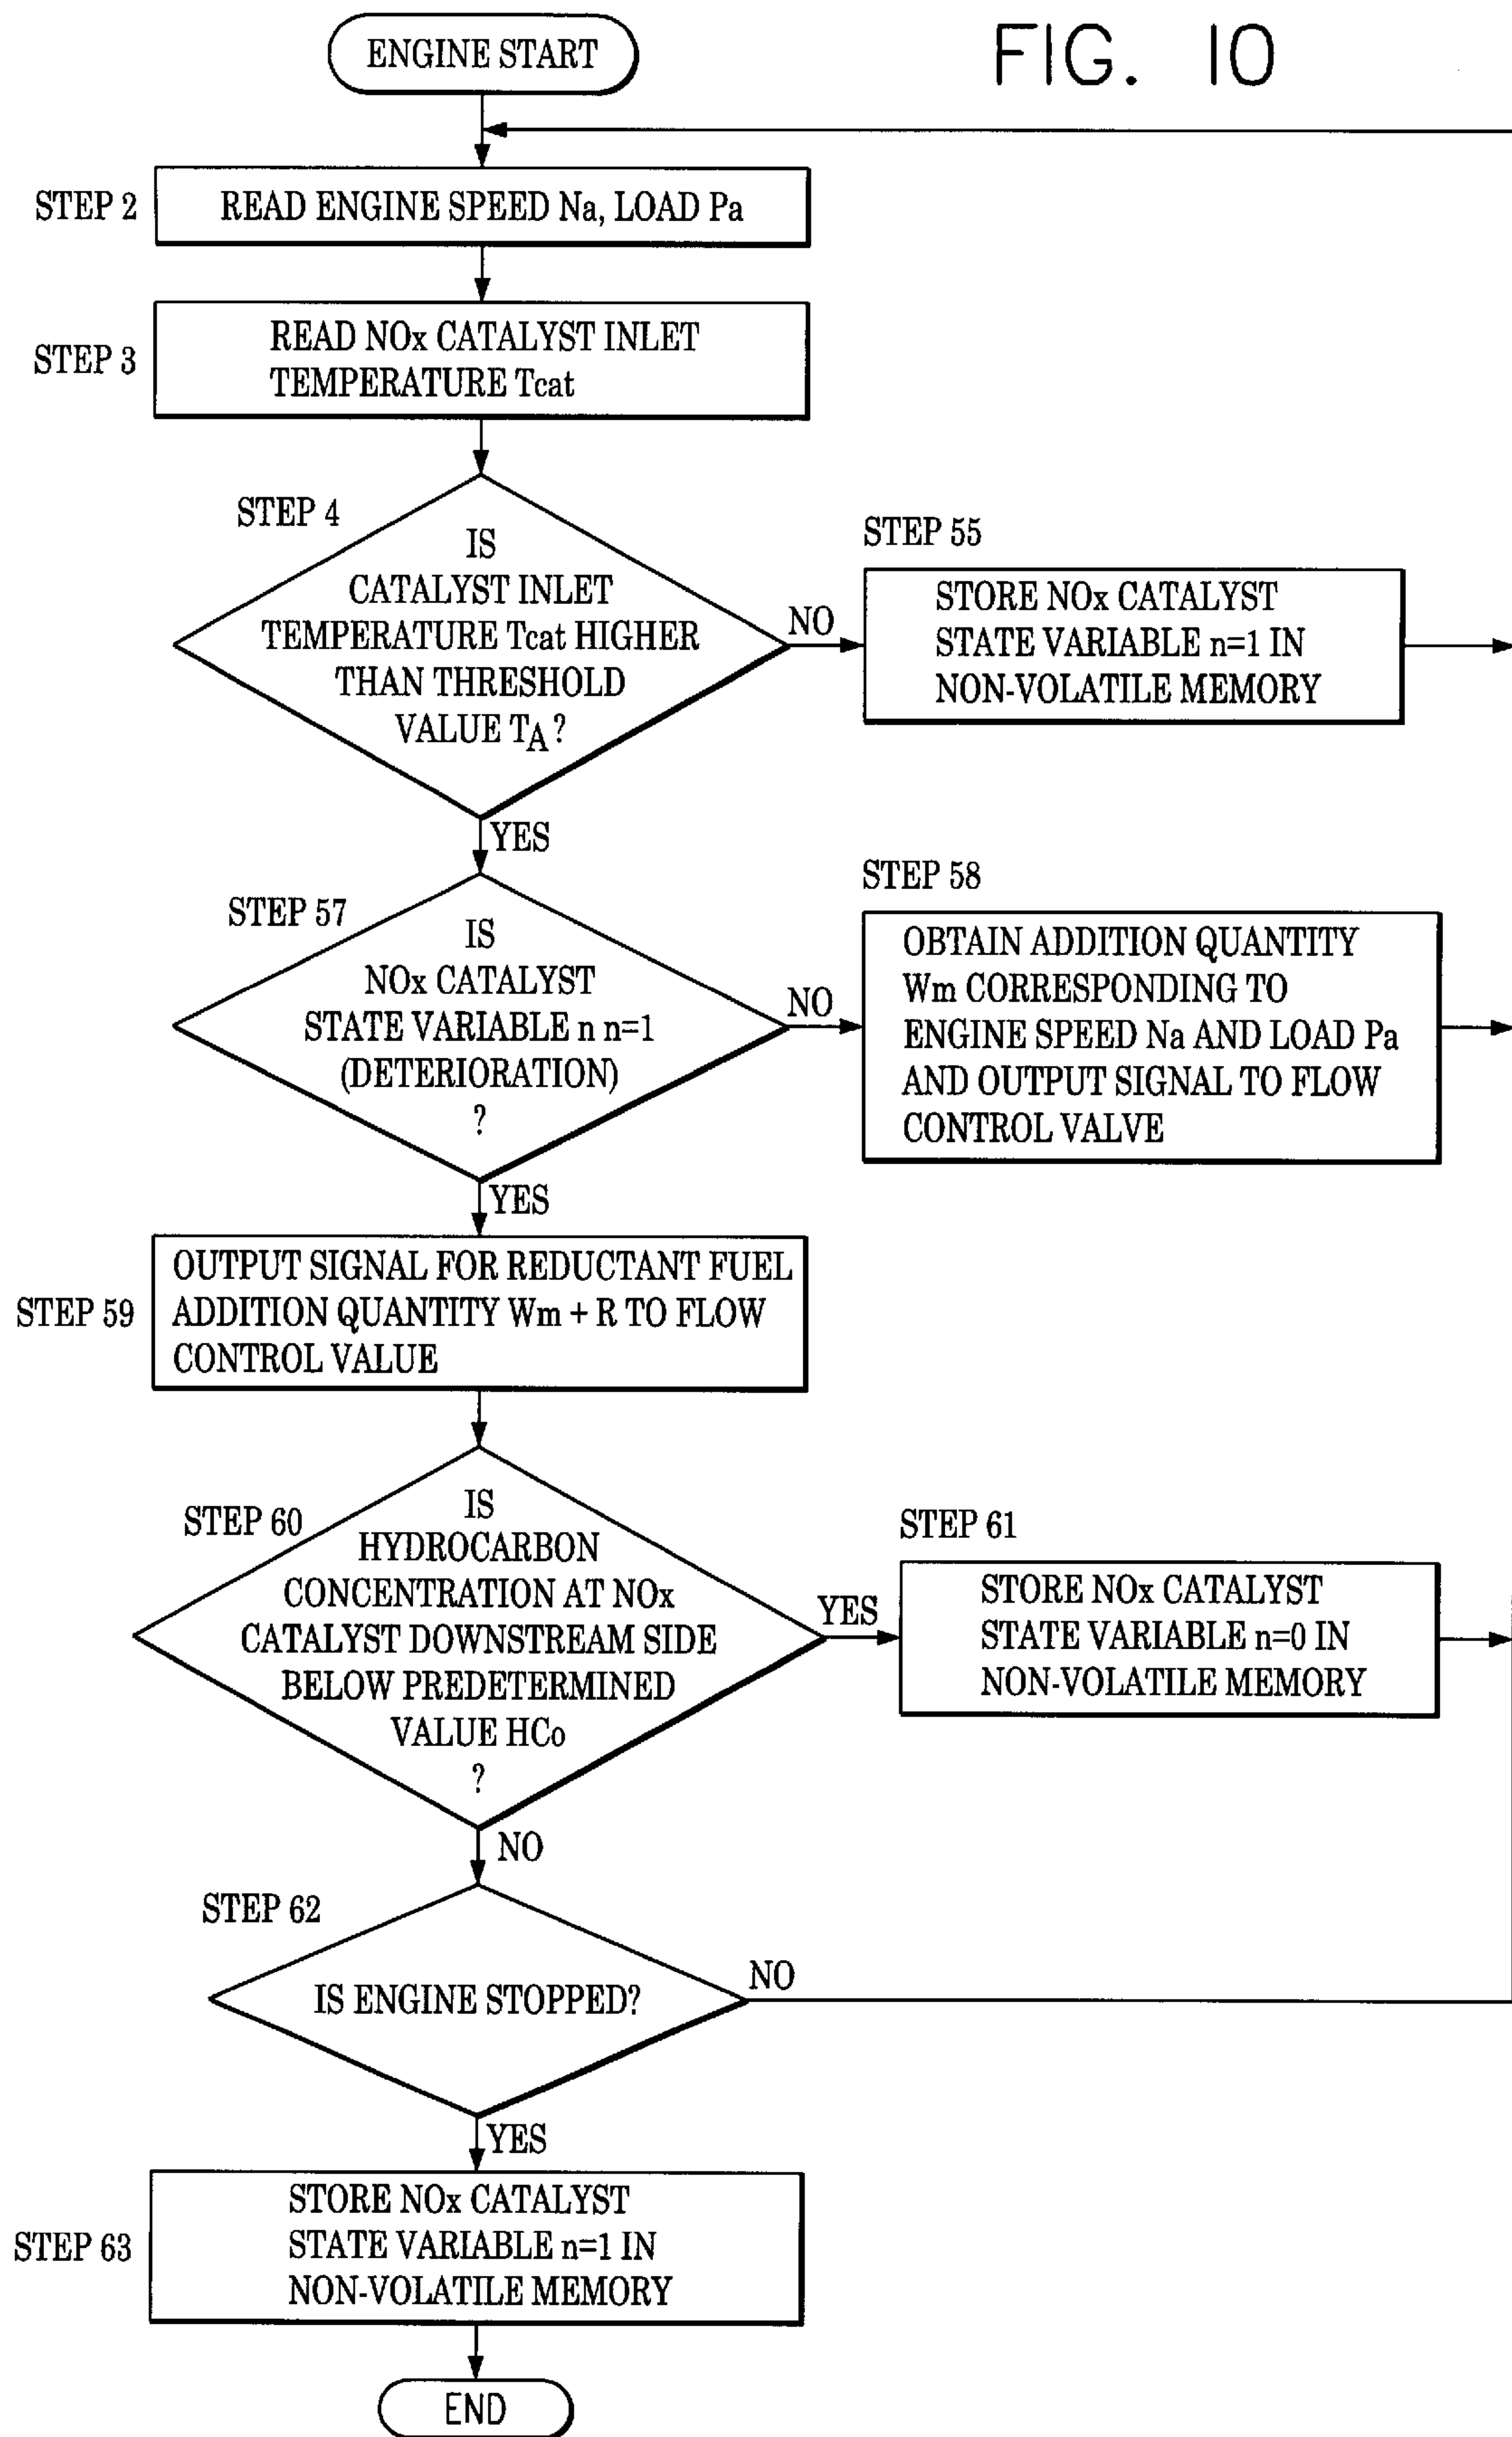 FIG. 10
ENGINE START
STEP 2
READ ENGINE SPEED Na, LOAD Pa
STEP 3
READ NOx CATALYST INLET
TEMPERATURE Tcat
STEP 4
IS
CATALYST INLET
TEMPERATURE Tcat HIGHER
THAN THRESHOLD
VALUE TA?
NO
STEP 55
STORE NOx CATALYST
STATE VARIABLE n=1 IN
NON-VOLATILE MEMORY
YES
STEP 57
IS
NOx CATALYST
STATE VARIABLE n n=1
(DETERIORATION)
?
NO
STEP 58
OBTAIN ADDITION QUANTITY
Wm CORRESPONDING TO
ENGINE SPEED Na AND LOAD Pa
AND OUTPUT SIGNAL TO FLOW
CONTROL VALVE
YES
STEP 59
OUTPUT SIGNAL FOR REDUCTANT FUEL
ADDITION QUANTITY Wm + R TO FLOW
CONTROL VALUE
STEP 60
IS
HYDROCARBON
CONCENTRATION AT NOx
CATALYST DOWNSTREAM SIDE
BELOW PREDETERMINED
VALUE HCo
?
YES
STEP 61
STORE NOx CATALYST
STATE VARIABLE n=0 IN
NON-VOLATILE MEMORY
NO
STEP 62
IS ENGINE STOPPED?
NO
YES
STEP 63
STORE NOx CATALYST
STATE VARIABLE n=1 IN
NON-VOLATILE MEMORY
END